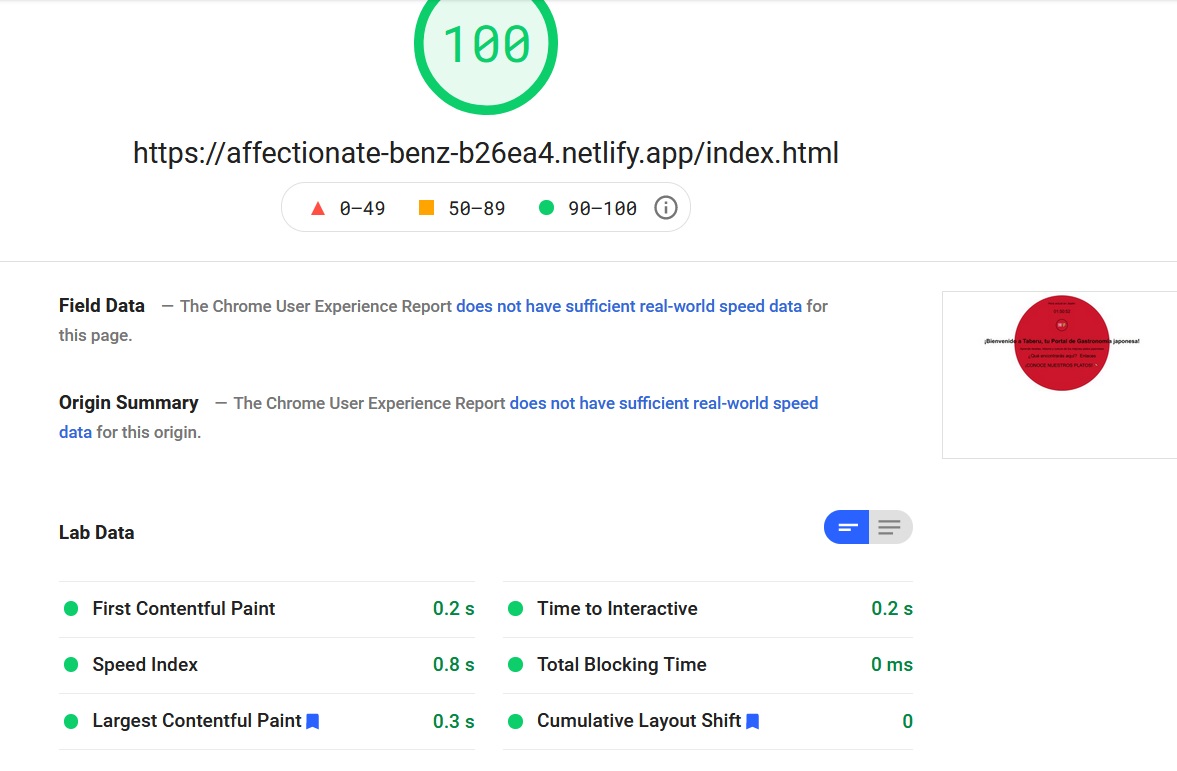 100
https://affectionate-benz-b26ea4.netlify.app/index.html
0–49 50–89 90–100
Field Data — The Chrome User Experience Report does not have sufficient real-world speed data for
this page.
Origin Summary — The Chrome User Experience Report does not have sufficient real-world speed
data for this origin.
¡Bienvenido a Taberu, tu Portal de Gastronomía japonesa!
¿Qué encontrarás aquí?
¡CONOCE NUESTROS PLATOS!
Lab Data
First Contentful Paint 0.2 s
Time to Interactive 0.2 s
Speed Index 0.8 s
Total Blocking Time 0 ms
Largest Contentful Paint 0.3 s
Cumulative Layout Shift 0